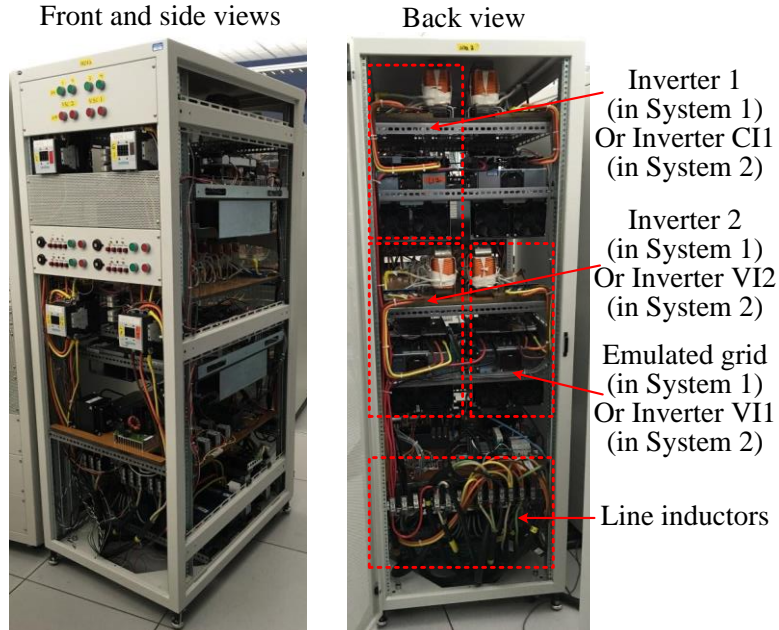 Front and side views
Back view
Inverter 1
(in System 1)
Or Inverter CI1
(in System 2)
Inverter 2
(in System 1)
Or Inverter VI2
(in System 2)
Emulated grid
(in System 1)
Or Inverter VI1
(in System 2)
Line inductors